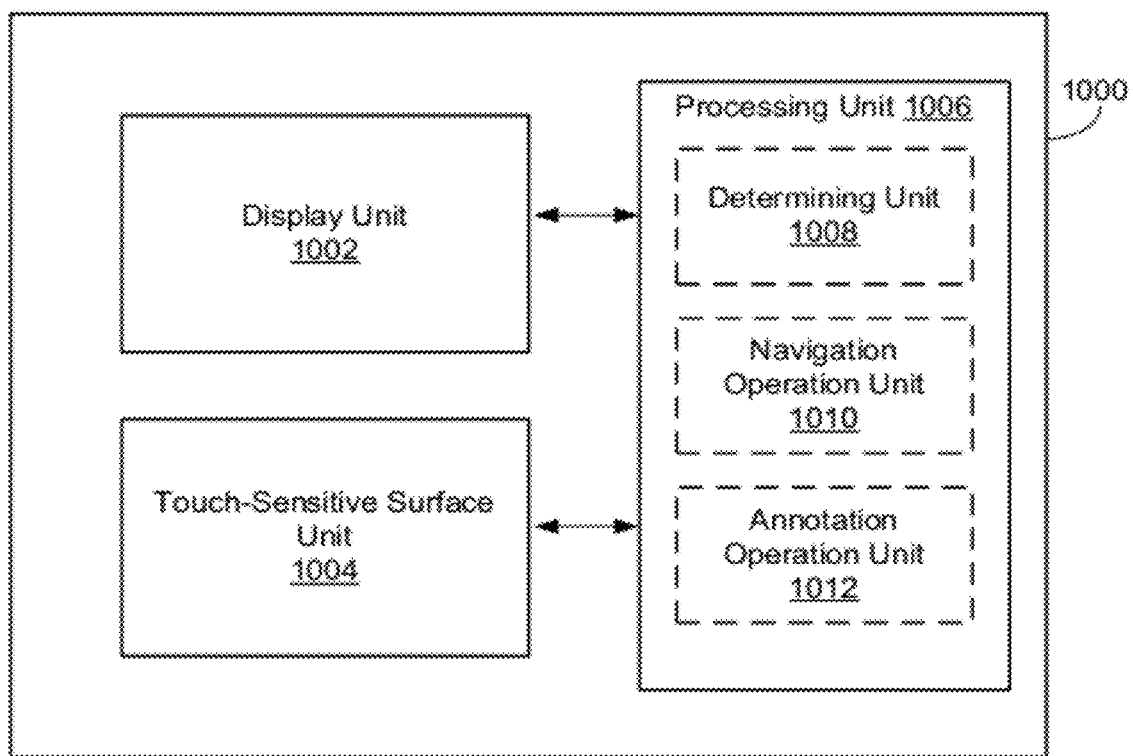 1000
Processing Unit 1006
Display Unit
1002
Determining Unit
1008
Navigation
Operation Unit
1010
Touch-Sensitive Surface
Unit
1004
Annotation
Operation Unit
1012